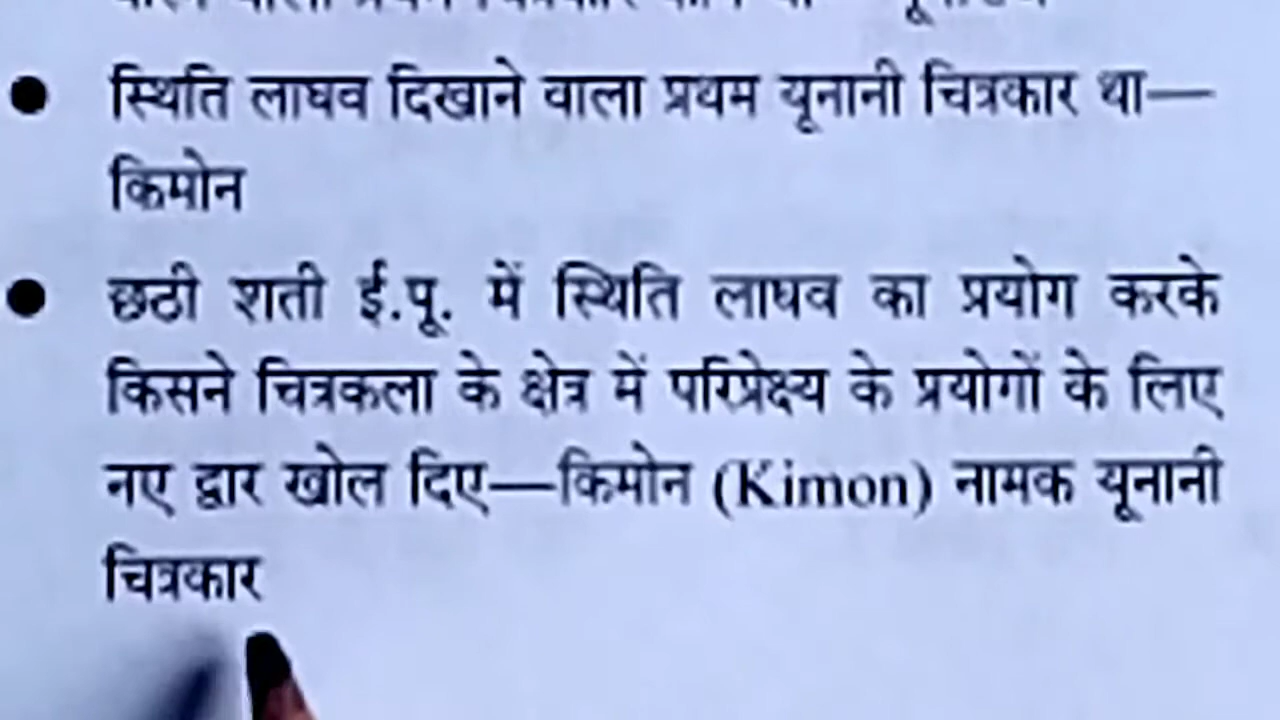 ● स्थिति लाघव दिखाने वाला प्रथम यूनानी चित्रकार था—
किमोन
● छठी शती ई.पू. में स्थिति लाघव का प्रयोग करके
किसने चित्रकला के क्षेत्र में परिप्रेक्ष्य के प्रयोगों के लिए
नए द्वार खोल दिए—किमोन (Kimon) नामक यूनानी
चित्रकार